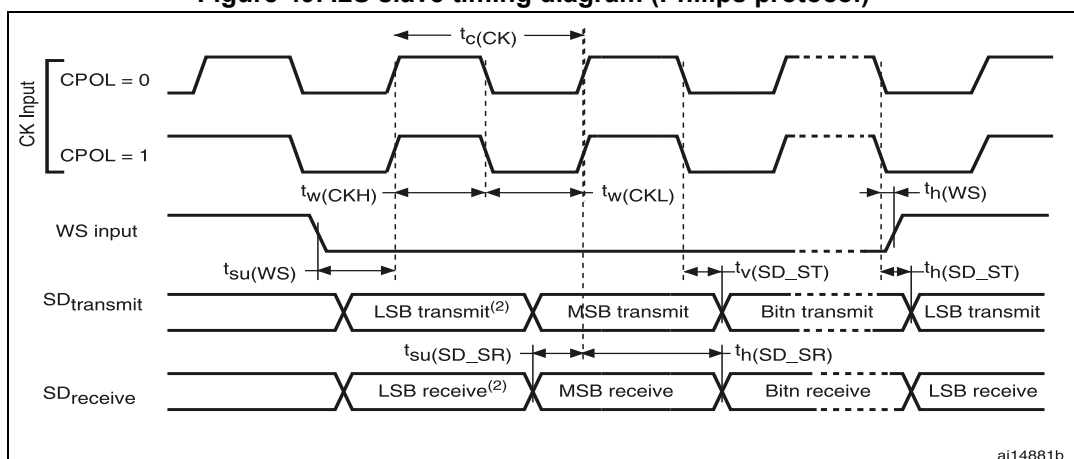 Figure 49. I2S slave timing diagram (Philips protocol)
tc(CK)
CK Input
CPOL = 0
CPOL = 1
tw(CKH)
tw(CKL)
th(WS)
WS input
tsu(WS)
tv(SD_ST)
th(SD_ST)
SDtransmit
LSB transmit(2)
MSB transmit
Bitn transmit
LSB transmit
tsu(SD_SR)
th(SD_SR)
SDreceive
LSB receive(2)
MSB receive
Bitn receive
LSB receive
ai14881b